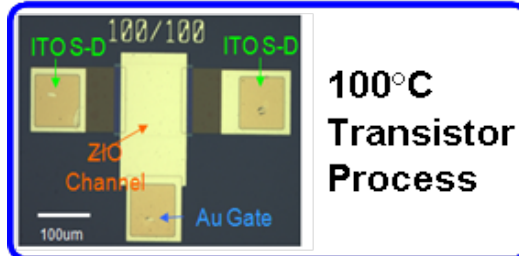 100/100
ITO S-D
ITO S-D
ZIO
Channel
Au Gate
100um
100°C
Transistor
Process